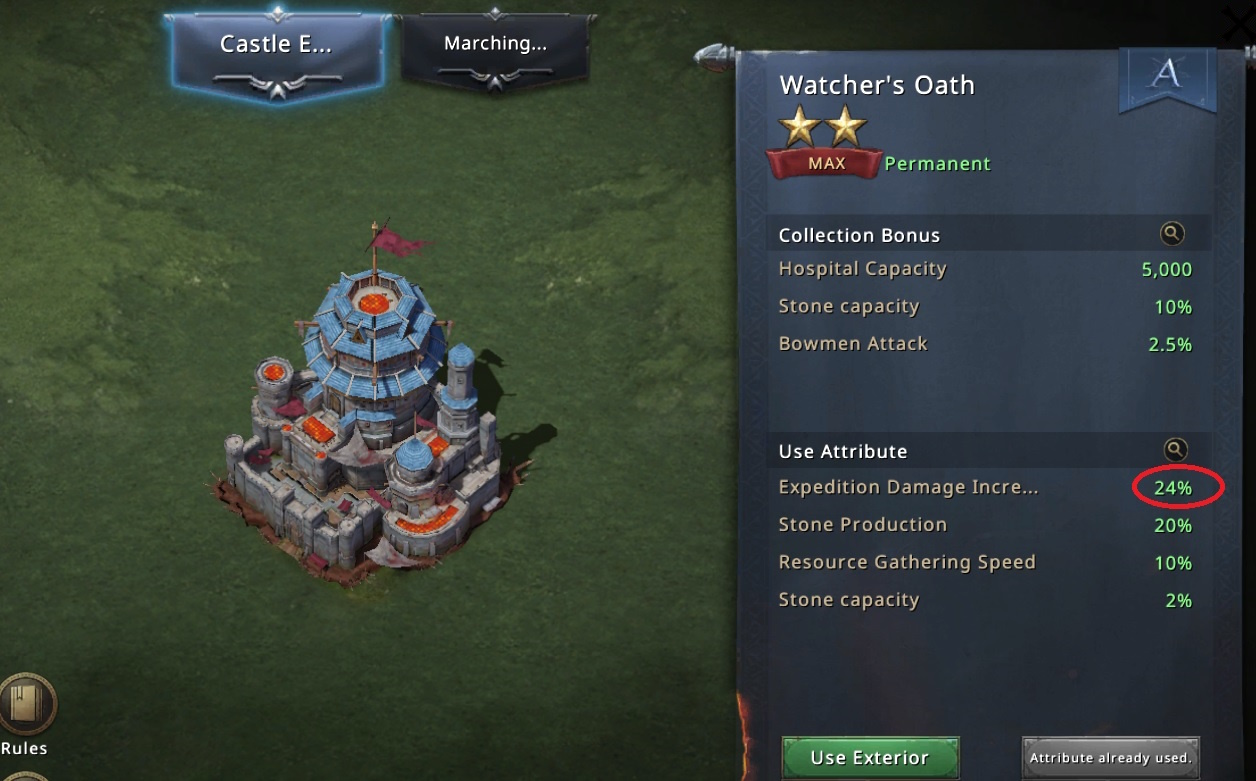 Castle E...
Marching...
Watcher's Oath
A
MAX
Permanent
Collection Bonus
Hospital Capacity 5,000
Stone capacity 10%
Bowmen Attack 2.5%
Use Attribute
Expedition Damage Incre... 24%
Stone Production 20%
Resource Gathering Speed 10%
Stone capacity 2%
Rules
Use Exterior
Attribute already used.